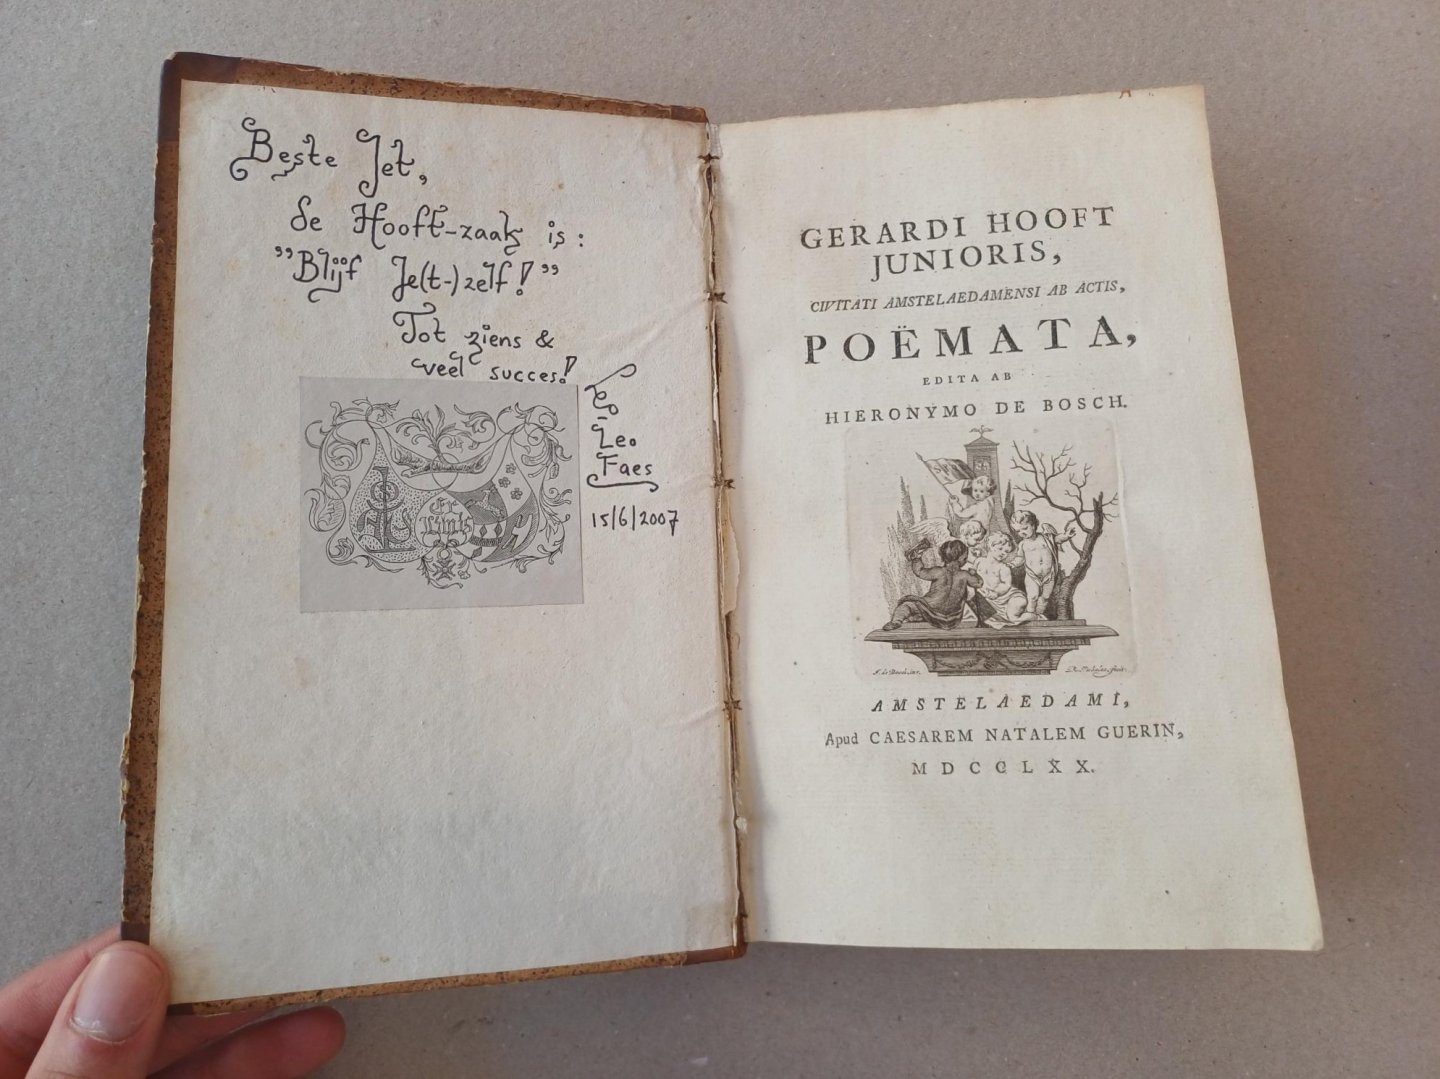 Beste Jet,
de Hooft-zaak is:
"Blijf Je(t-)zelf!"
Tot ziens &
veel succes!
Leo
Faes
15/6/2007
Ex
GERARDI HOOFT
JUNIORIS,
CIVITATI AMSTELAEDAMENSI AB ACTIS,
POËMATA,
EDITA AB
HIERONYMO DE BOSCH.
AMSTELAEDAMI,
Apud CAESAREM NATALEM GUERIN,
MDCCLXX.